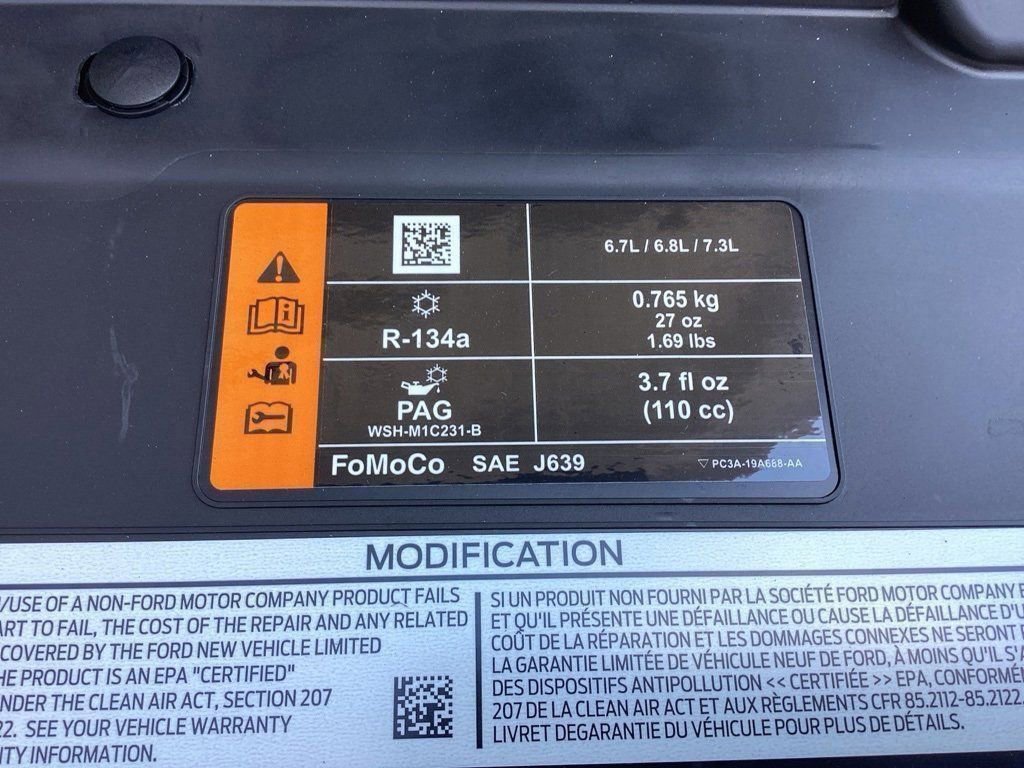 6.7L / 6.8L / 7.3L
R-134a
0.765 kg
27 oz
1.69 lbs
PAG
WSH-M1C231-B
3.7 fl oz
(110 cc)
FoMoCo SAE J639
PC3A-19A688-AA
MODIFICATION
/USE OF A NON-FORD MOTOR COMPANY PRODUCT FAILS
ART TO FAIL, THE COST OF THE REPAIR AND ANY RELATED
COVERED BY THE FORD NEW VEHICLE LIMITED
HE PRODUCT IS AN EPA "CERTIFIED"
NDER THE CLEAN AIR ACT, SECTION 207
22. SEE YOUR VEHICLE WARRANTY
ITY INFORMATION.
SI UN PRODUIT NON FOURNI PAR LA SOCIÉTÉ FORD MOTOR COMPANY E
ET QU'IL PRÉSENTE UNE DÉFAILLANCE OU CAUSE LA DÉFAILLANCE D'U
COÛT DE LA RÉPARATION ET LES DOMMAGES CONNEXES NE SERONT
LA GARANTIE LIMITÉE DE VÉHICULE NEUF DE FORD, À MOINS QU'IL S'A
DES DISPOSITIFS ANTIPOLLUTION << CERTIFIÉE >> EPA, CONFORMÉ
207 DE LA CLEAN AIR ACT ET AUX RÈGLEMENTS CFR 85.2112-85.2122.
LIVRET DEGARANTIE DU VÉHICULE POUR PLUS DE DÉTAILS.